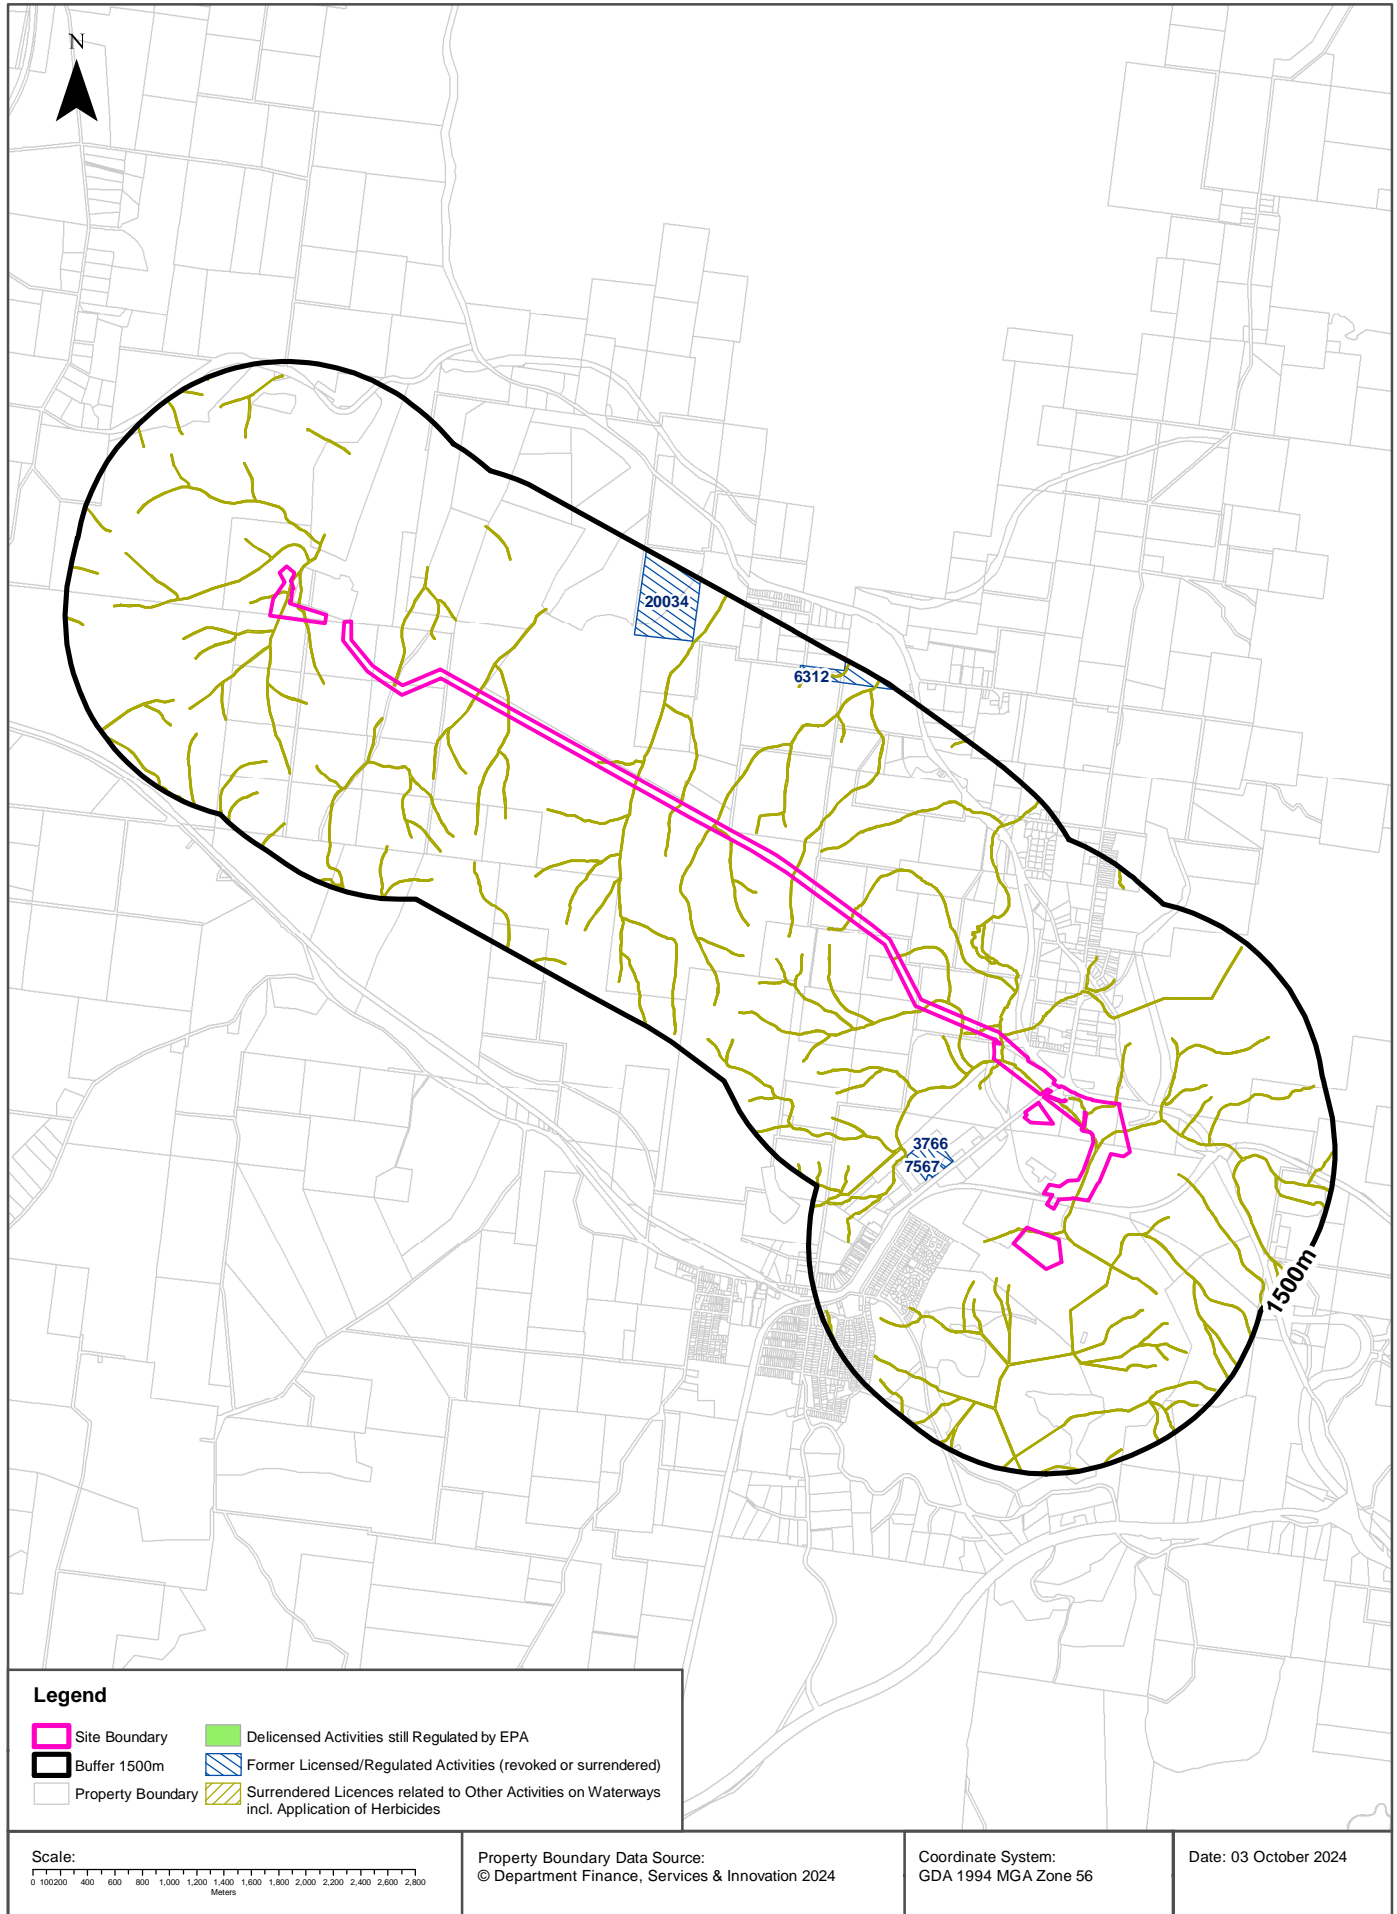 N
20034
6312
3766
7567
1500m
Legend
Site Boundary
Delicensed Activities still Regulated by EPA
Buffer 1500m
Former Licensed/Regulated Activities (revoked or surrendered)
Property Boundary
Surrendered Licences related to Other Activities on Waterways
incl. Application of Herbicides
Scale:
0 100200 400 600 800 1,000 1,200 1,400 1,600 1,800 2,000 2,200 2,400 2,600 2,800
Meters
Property Boundary Data Source:
© Department Finance, Services & Innovation 2024
Coordinate System:
GDA 1994 MGA Zone 56
Date: 03 October 2024